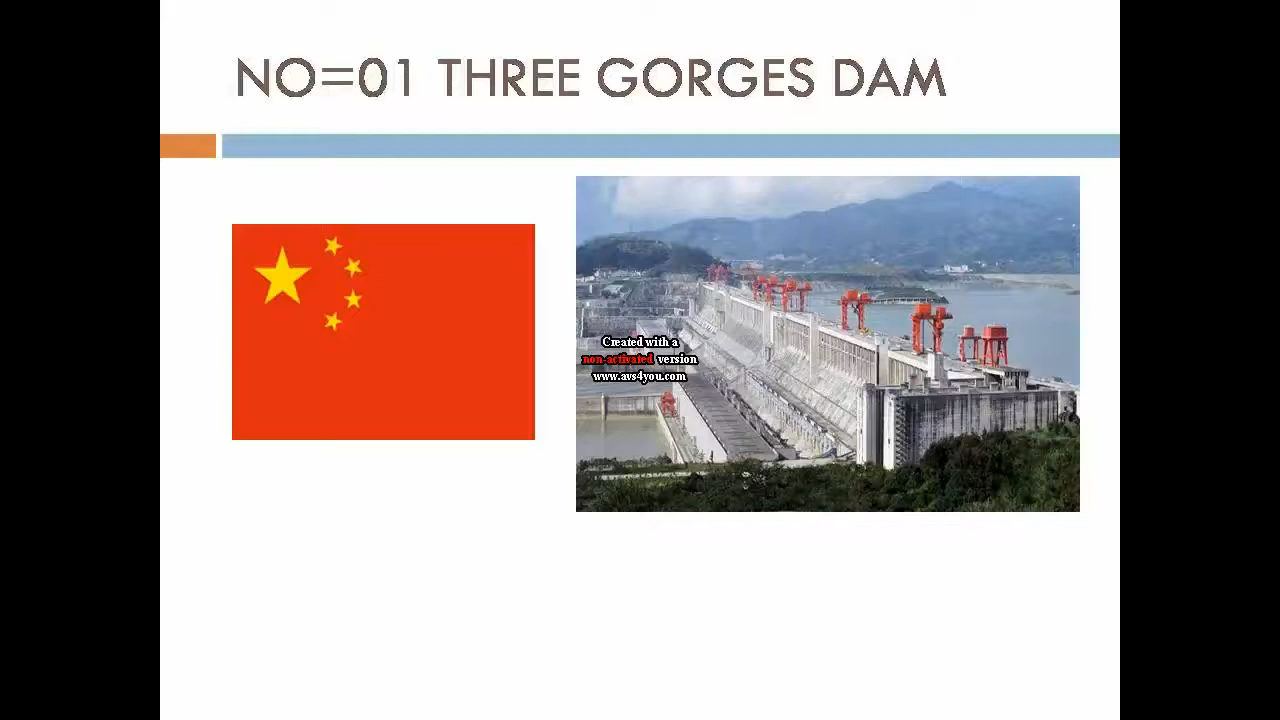 NO=01 THREE GORGES DAM
Created with a
non-activated version
www.avs4you.com